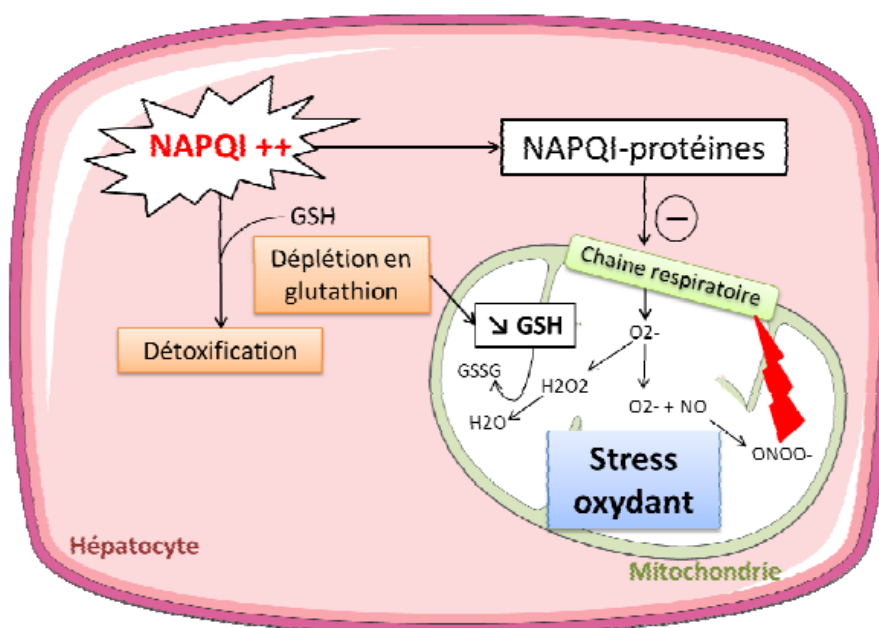 NAPQI ++
NAPQI-protéines
GSH
−
Déplétion en
glutathion
Chaine respiratoire
↘ GSH
O2-
Détoxification
GSSG
H2O2
H2O
O2- + NO
ONOO-
Stress
oxydant
Hépatocyte
Mitochondrie